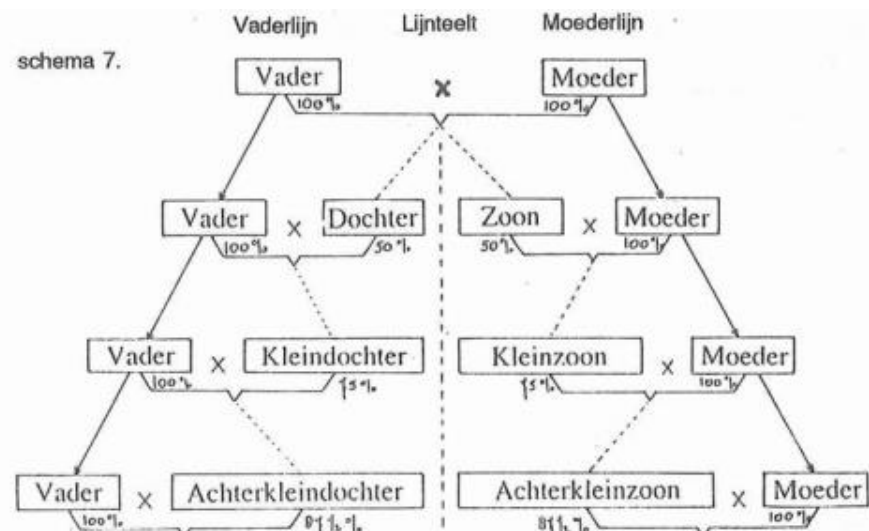 Vaderlijn Lijnteelt Moederlijn
schema 7.
Vader x Moeder
100% 100%
Vader x Dochter Zoon x Moeder
100% 50% 50% 100%
Vader x Kleindochter Kleinzoon x Moeder
100% 75% 75% 100%
Vader x Achterkleindochter Achterkleinzoon x Moeder
100% 100%